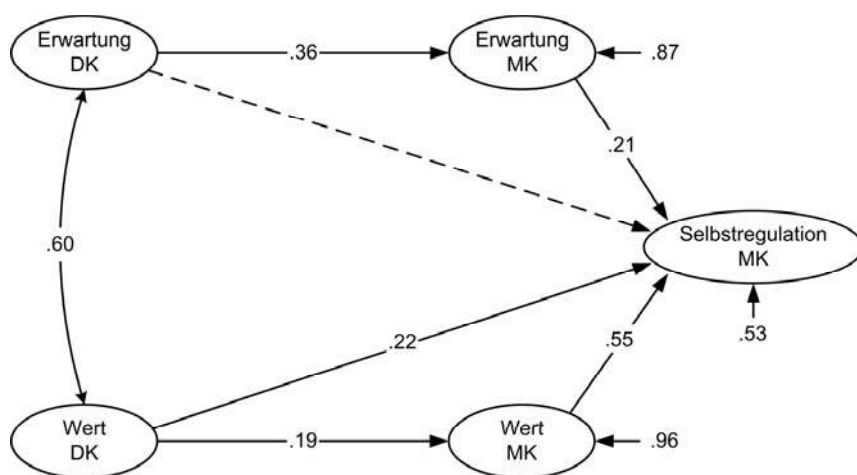 Erwartung
DK
.36
Erwartung
MK
.87
.21
.60
Selbstregulation
MK
.22
.55
.53
Wert
DK
.19
Wert
MK
.96